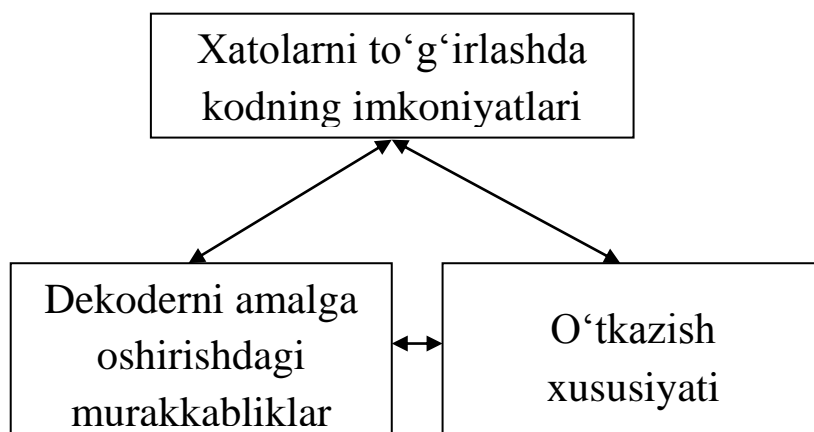 Xatolarni to‘g‘irlashda
kodning imkoniyatlari
Dekoderni amalga
oshirishdagi
murakkabliklar
O‘tkazish
xususiyati